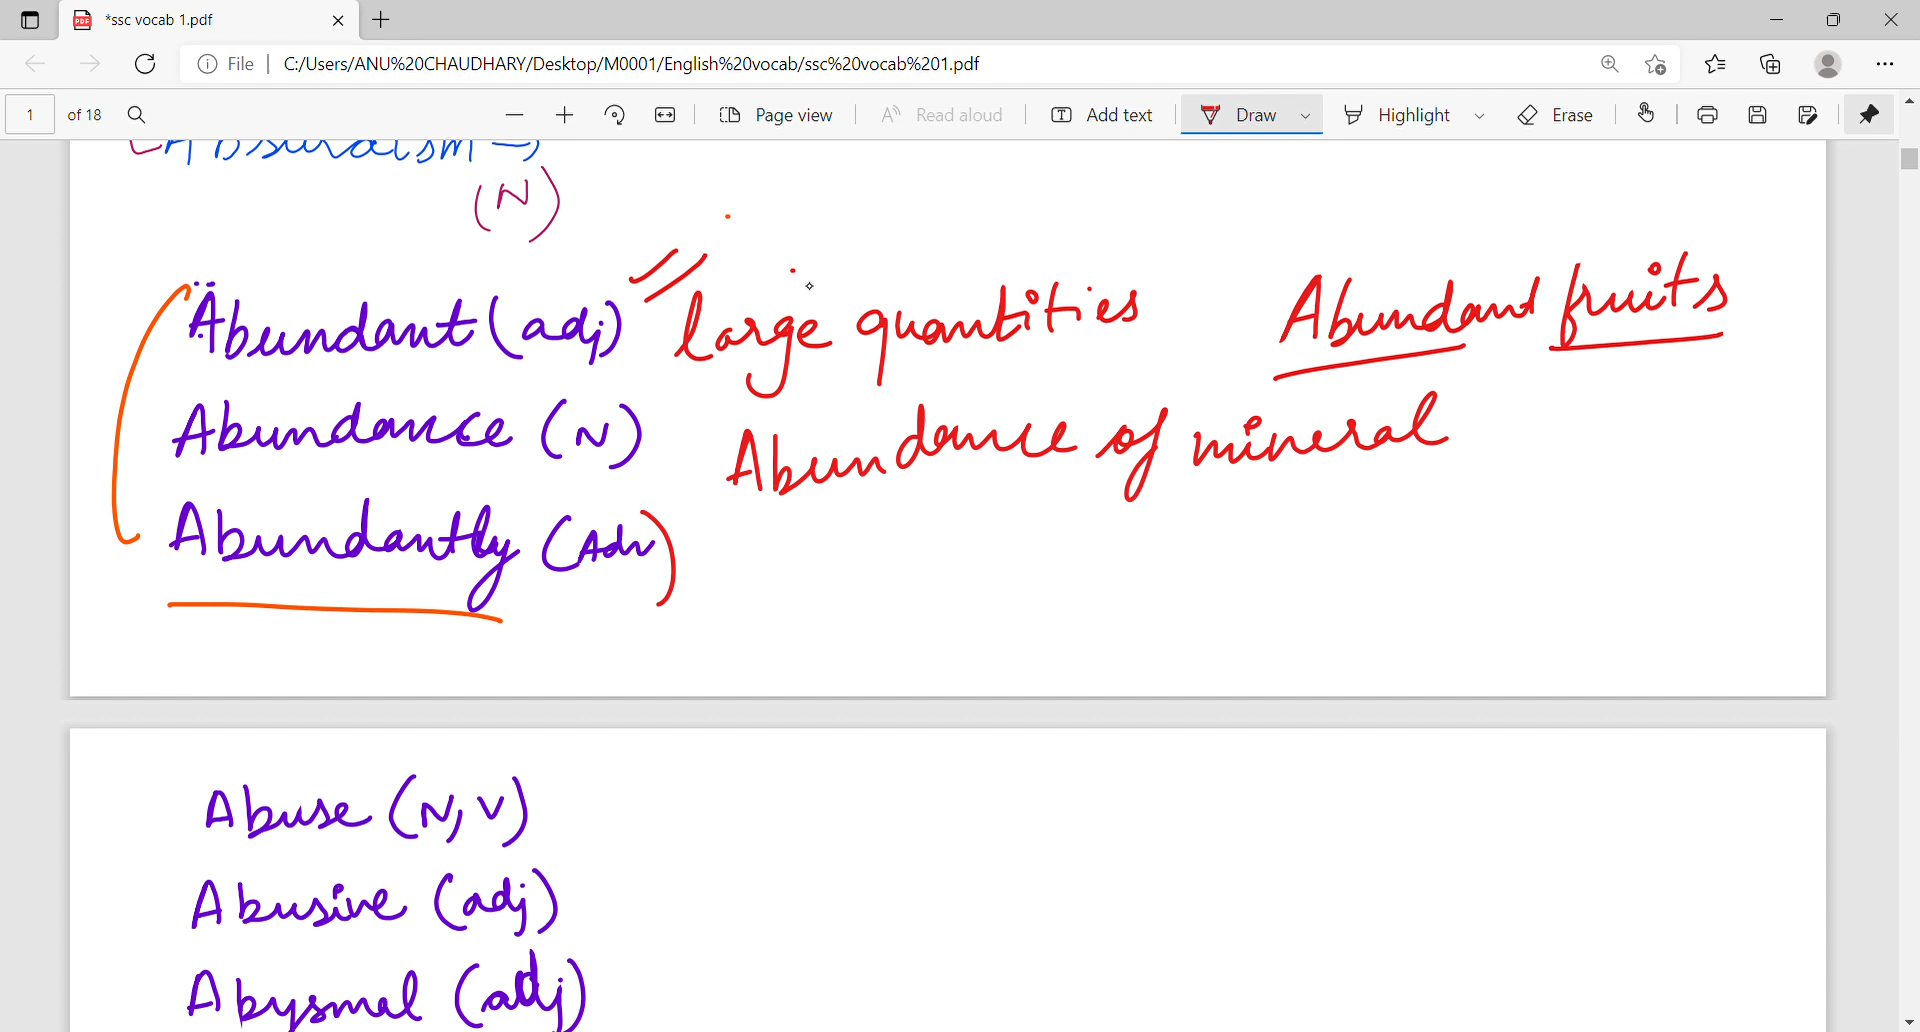 *ssc vocab 1.pdf
File | C:/Users/ANU%20CHAUDHARY/Desktop/M0001/English%20vocab/ssc%20vocab%201.pdf
1 of 18 Page view Read aloud Add text Draw Highlight Erase
Absurdism →
(N)
Abundant (adj) large quantities Abundant fruits
Abundance (N) Abundance of mineral
Abundantly (Adv)
Abuse (N, V)
Abusive (adj)
Abysmal (adj)